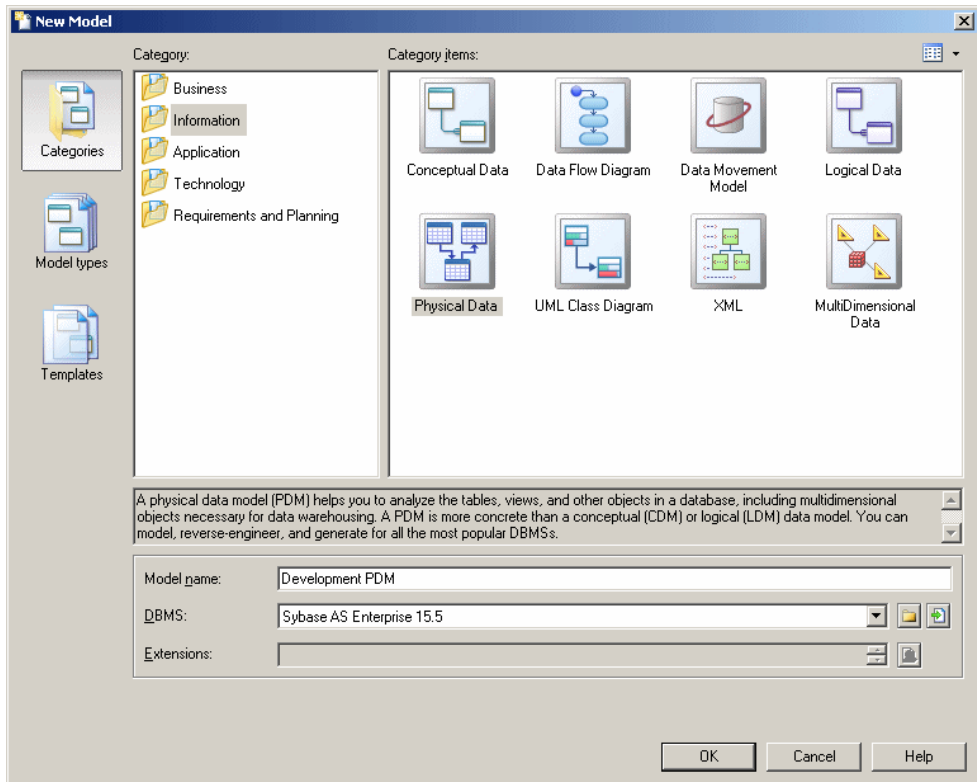 New Model
Category:
Category items:
Categories
Model types
Templates
Business
Information
Application
Technology
Requirements and Planning
Conceptual Data
Data Flow Diagram
Data Movement
Model
Logical Data
Physical Data
UML Class Diagram
XML
MultiDimensional
Data
A physical data model (PDM) helps you to analyze the tables, views, and other objects in a database, including multidimensional
objects necessary for data warehousing. A PDM is more concrete than a conceptual (CDM) or logical (LDM) data model. You can
model, reverse-engineer, and generate for all the most popular DBMSs.
Model name:
Development PDM
DBMS:
Sybase AS Enterprise 15.5
Extensions:
OK
Cancel
Help